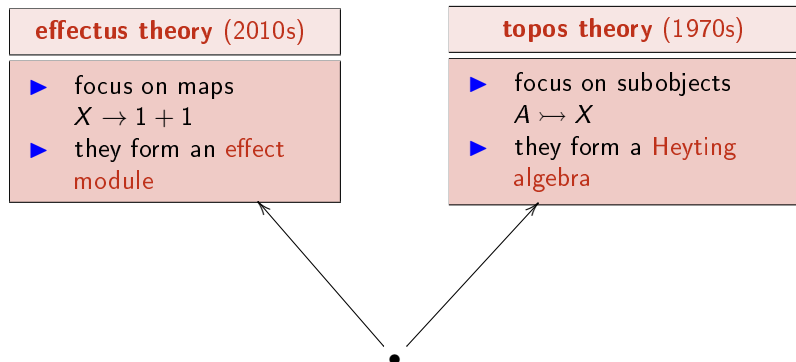 effectus theory (2010s)
focus on maps
X → 1 + 1
they form an effect
module
topos theory (1970s)
focus on subobjects
A ↣ X
they form a Heyting
algebra